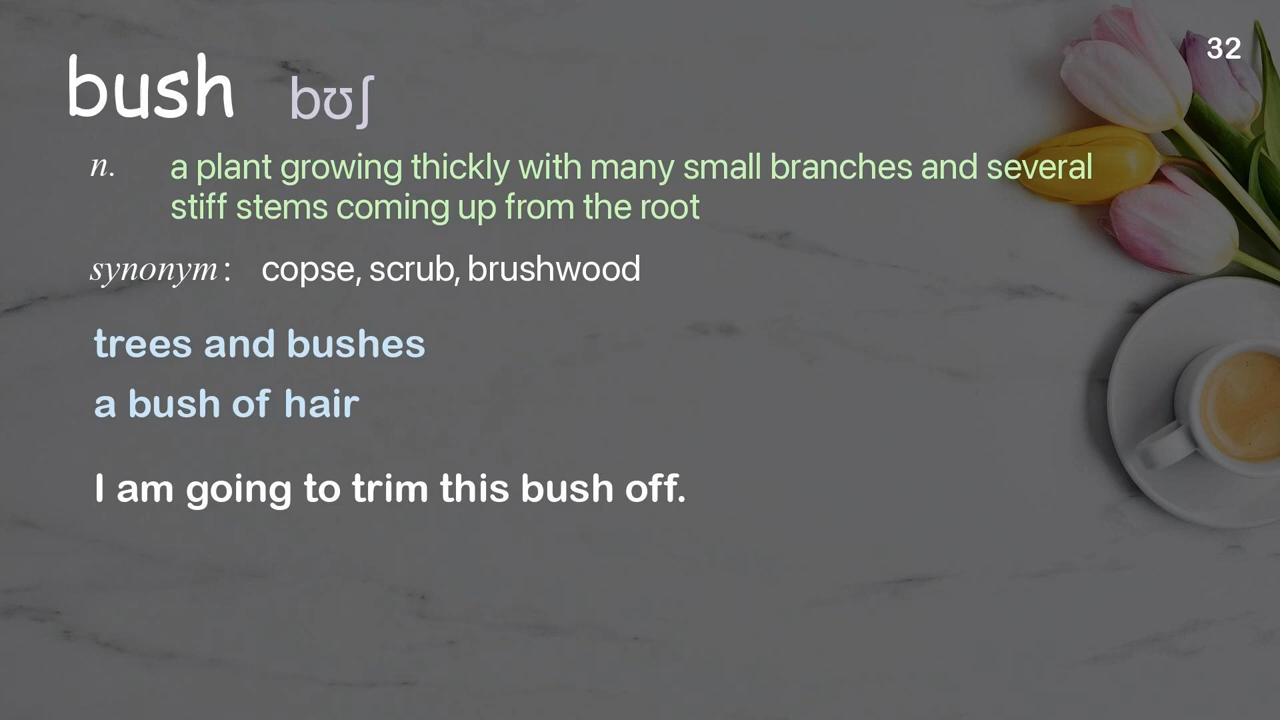 32
bush bʊʃ
n. a plant growing thickly with many small branches and several
stiff stems coming up from the root
synonym: copse, scrub, brushwood
trees and bushes
a bush of hair
I am going to trim this bush off.